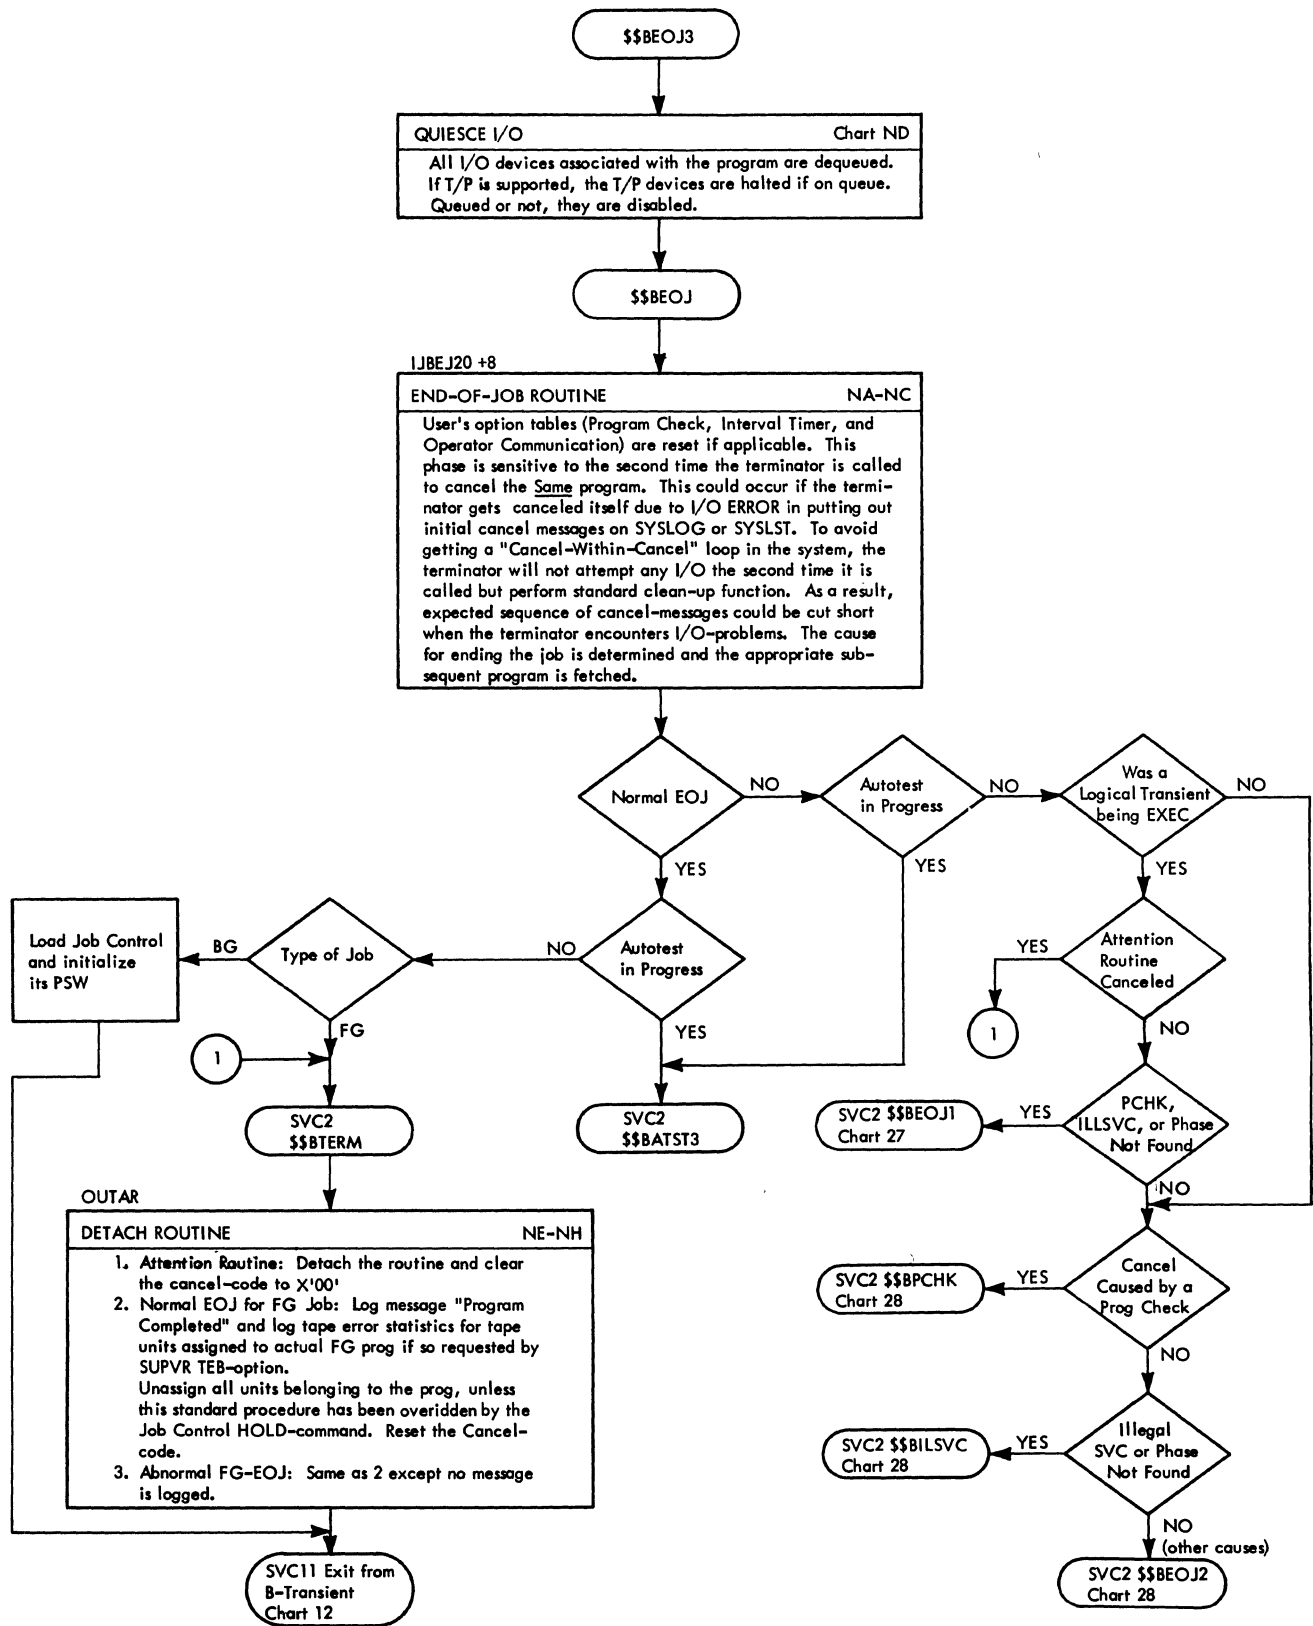 $$BEOJ3
QUIESCE I/O Chart ND
All I/O devices associated with the program are dequeued.
If T/P is supported, the T/P devices are halted if on queue.
Queued or not, they are disabled.
$$BEOJ
IJBEJ20 +8
END-OF-JOB ROUTINE NA-NC
User's option tables (Program Check, Interval Timer, and
Operator Communication) are reset if applicable. This
phase is sensitive to the second time the terminator is called
to cancel the Same program. This could occur if the termi-
nator gets canceled itself due to I/O ERROR in putting out
initial cancel messages on SYSLOG or SYSLST. To avoid
getting a "Cancel-Within-Cancel" loop in the system, the
terminator will not attempt any I/O the second time it is
called but perform standard clean-up function. As a result,
expected sequence of cancel-messages could be cut short
when the terminator encounters I/O-problems. The cause
for ending the job is determined and the appropriate sub-
sequent program is fetched.
Normal EOJ
NO
YES
Autotest
in Progress
NO
YES
Was a
Logical Transient
being EXEC
NO
YES
Load Job Control
and initialize
its PSW
BG
Type of Job
FG
NO
Autotest
in Progress
YES
YES
Attention
Routine
Canceled
NO
1
1
SVC2
$$BTERM
SVC2
$$BATST3
SVC2 $$BEOJ1
Chart 27
YES
PCHK,
ILLSVC, or Phase
Not Found
NO
OUTAR
DETACH ROUTINE NE-NH
1. Attention Routine: Detach the routine and clear
the cancel-code to X'00'
2. Normal EOJ for FG Job: Log message "Program
Completed" and log tape error statistics for tape
units assigned to actual FG prog if so requested by
SUPVR TEB-option.
Unassign all units belonging to the prog, unless
this standard procedure has been overidden by the
Job Control HOLD-command. Reset the Cancel-
code.
3. Abnormal FG-EOJ: Same as 2 except no message
is logged.
SVC2 $$BPCHK
Chart 28
YES
Cancel
Caused by a
Prog Check
NO
SVC2 $$BILSVC
Chart 28
YES
Illegal
SVC or Phase
Not Found
NO
(other causes)
SVC11 Exit from
B-Transient
Chart 12
SVC2 $$BEOJ2
Chart 28